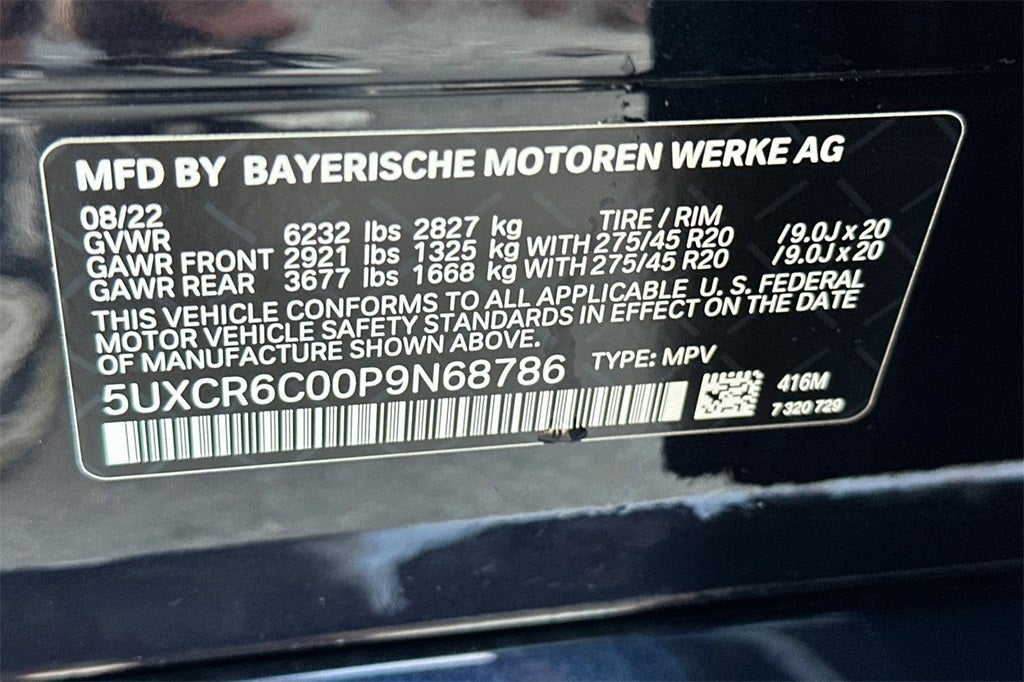 MFD BY BAYERISCHE MOTOREN WERKE AG
08/22 TIRE / RIM
GVWR 6232 lbs 2827 kg
GAWR FRONT 2921 lbs 1325 kg WITH 275/45 R20 /9.0J x 20
GAWR REAR 3677 lbs 1668 kg WITH 275/45 R20 /9.0J x 20
THIS VEHICLE CONFORMS TO ALL APPLICABLE U. S. FEDERAL
MOTOR VEHICLE SAFETY STANDARDS IN EFFECT ON THE DATE
OF MANUFACTURE SHOWN ABOVE.
5UXCR6C00P9N68786 TYPE: MPV
416M
7 320 729